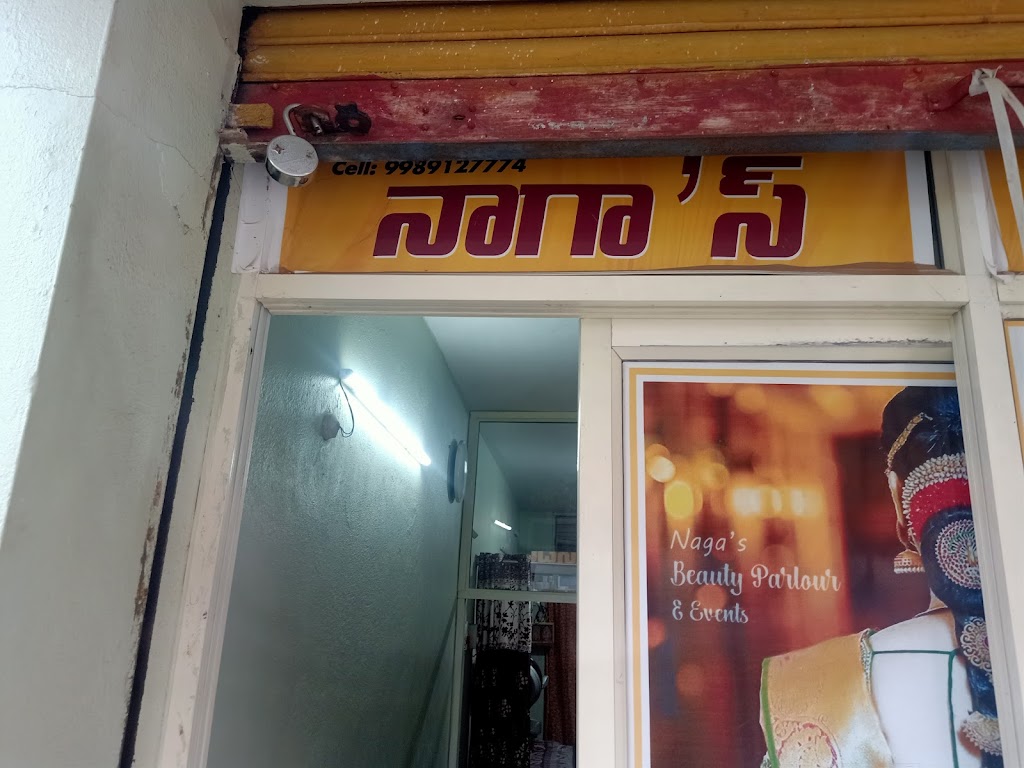 Cell: 9989127774
నాగా'స్
Naga's
Beauty Parlour
& Events